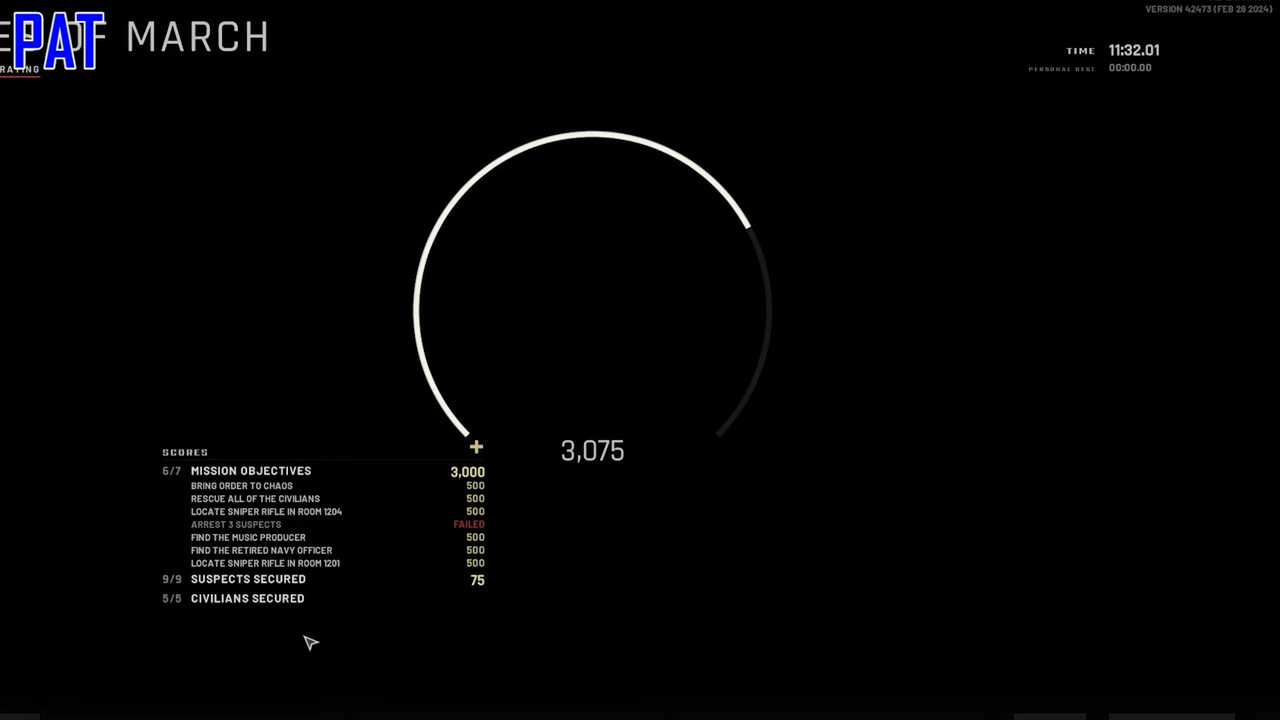 VERSION 42473 (FEB 28 2024)
PAT
OF MARCH
RATING
TIME 11:32.01
PERSONAL BEST 00:00.00
3,075
SCORES
6/7 MISSION OBJECTIVES 3,000
BRING ORDER TO CHAOS 500
RESCUE ALL OF THE CIVILIANS 500
LOCATE SNIPER RIFLE IN ROOM 1204 500
ARREST 3 SUSPECTS FAILED
FIND THE MUSIC PRODUCER 500
FIND THE RETIRED NAVY OFFICER 500
LOCATE SNIPER RIFLE IN ROOM 1201 500
9/9 SUSPECTS SECURED 75
5/5 CIVILIANS SECURED